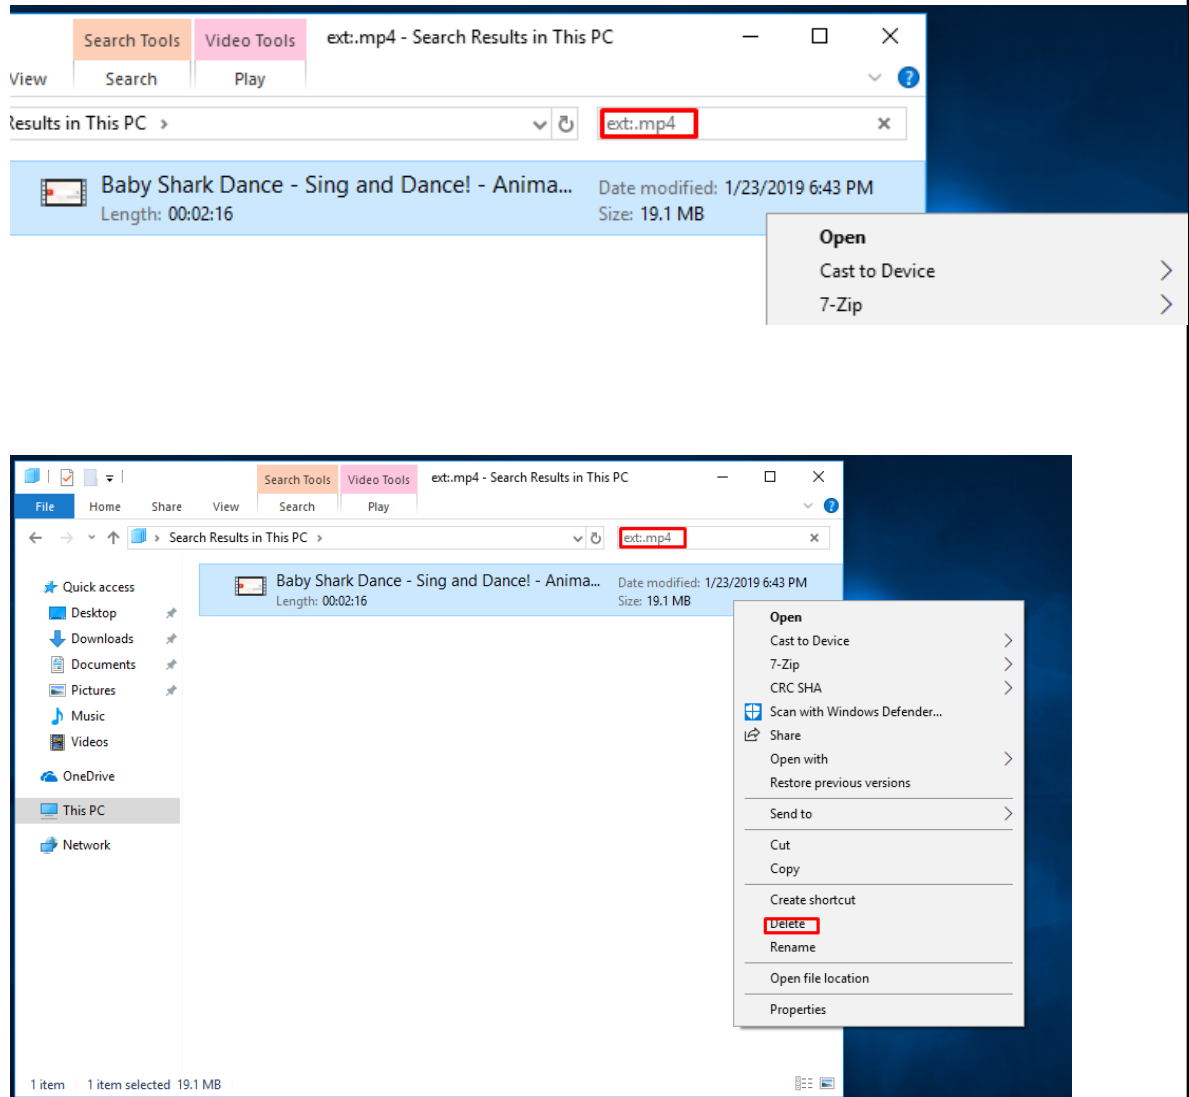 Search Tools Video Tools ext:.mp4 - Search Results in This PC
View Search Play
Results in This PC
ext:.mp4
Baby Shark Dance - Sing and Dance! - Anima... Date modified: 1/23/2019 6:43 PM
Length: 00:02:16 Size: 19.1 MB
Open
Cast to Device
7-Zip
Search Tools Video Tools ext:.mp4 - Search Results in This PC
File Home Share View Search Play
Search Results in This PC
ext:.mp4
Quick access
Desktop
Downloads
Documents
Pictures
Music
Videos
OneDrive
This PC
Network
Baby Shark Dance - Sing and Dance! - Anima... Date modified: 1/23/2019 6:43 PM
Length: 00:02:16 Size: 19.1 MB
Open
Cast to Device
7-Zip
CRC SHA
Scan with Windows Defender...
Share
Open with
Restore previous versions
Send to
Cut
Copy
Create shortcut
Delete
Rename
Open file location
Properties
1 item 1 item selected 19.1 MB